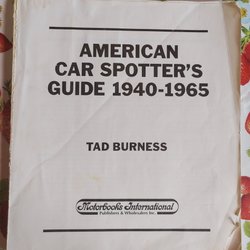 AMERICAN
CAR SPOTTER'S
GUIDE 1940-1965
TAD BURNESS
Motorbooks International
Publishers & Wholesalers Inc.